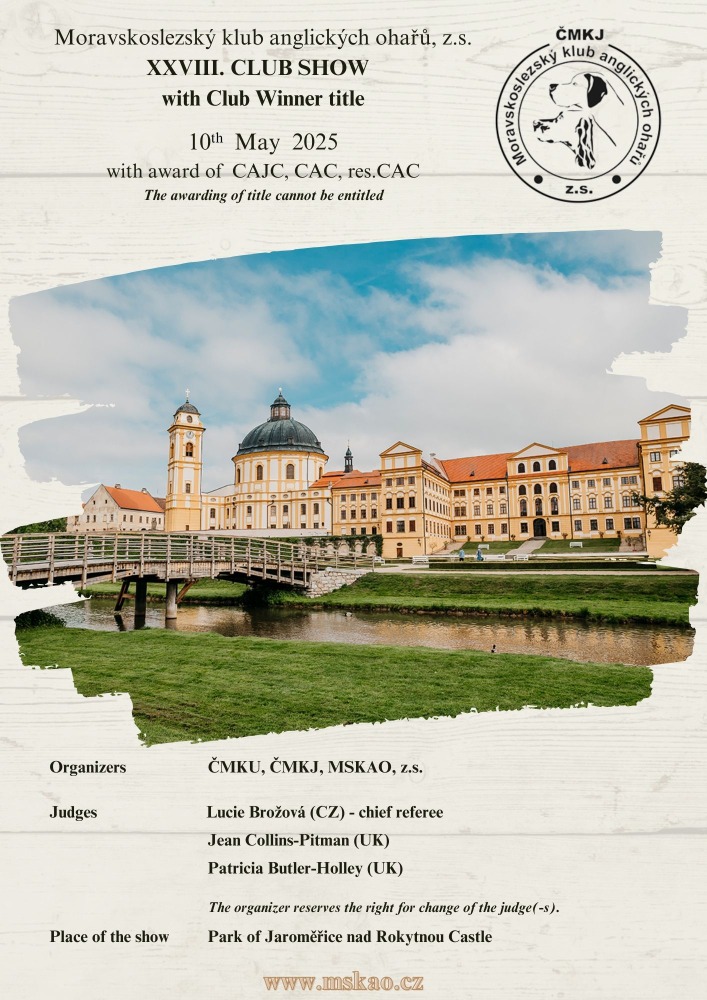 Moravskoslezský klub anglických ohařů, z.s.
XXVIII. CLUB SHOW
with Club Winner title
10th May 2025
with award of CAJC, CAC, res.CAC
The awarding of title cannot be entitled
ČMKJ
Moravskoslezský klub anglických ohařů
z.s.
Organizers ČMKU, ČMKJ, MSKAO, z.s.
Judges Lucie Brožová (CZ) - chief referee
Jean Collins-Pitman (UK)
Patricia Butler-Holley (UK)
The organizer reserves the right for change of the judge(-s).
Place of the show Park of Jaroměřice nad Rokytnou Castle
www.mskao.cz